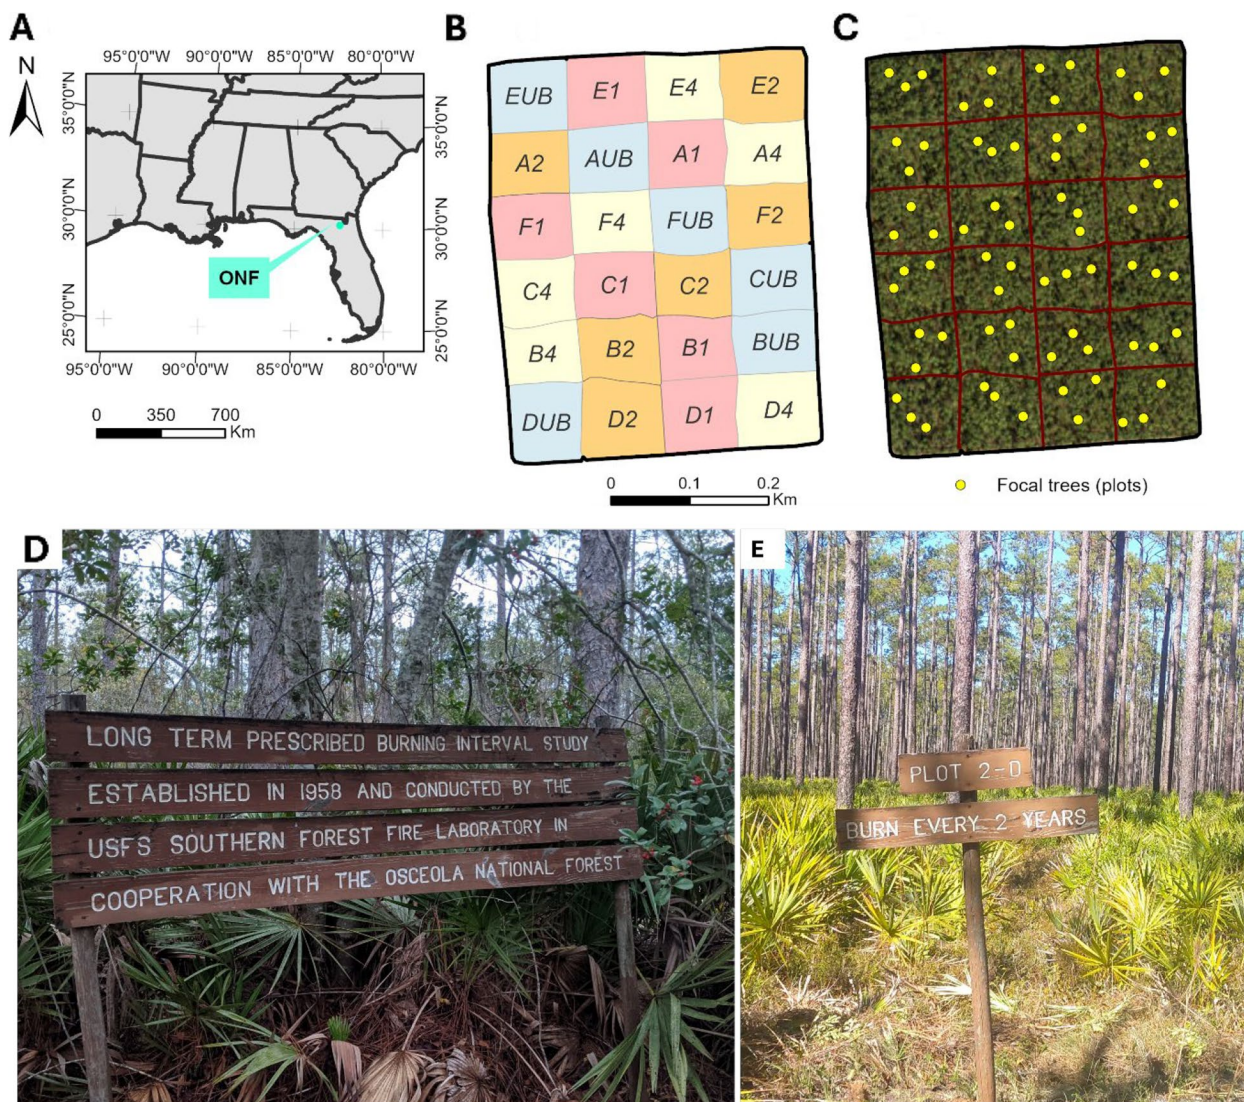 A
B
C
N
95°0'0"W 90°0'0"W 85°0'0"W 80°0'0"W
35°0'0"N 35°0'0"N
30°0'0"N 30°0'0"N
25°0'0"N 25°0'0"N
ONF
95°0'0"W 90°0'0"W 85°0'0"W 80°0'0"W
0 350 700
Km
EUB E1 E4 E2
A2 AUB A1 A4
F1 F4 FUB F2
C4 C1 C2 CUB
B4 B2 B1 BUB
DUB D2 D1 D4
0 0.1 0.2
Km
Focal trees (plots)
D
LONG TERM PRESCRIBED BURNING INTERVAL STUDY
ESTABLISHED IN 1958 AND CONDUCTED BY THE
USFS SOUTHERN FOREST FIRE LABORATORY IN
COOPERATION WITH THE OSCEOLA NATIONAL FOREST
E
PLOT 2-D
BURN EVERY 2 YEARS